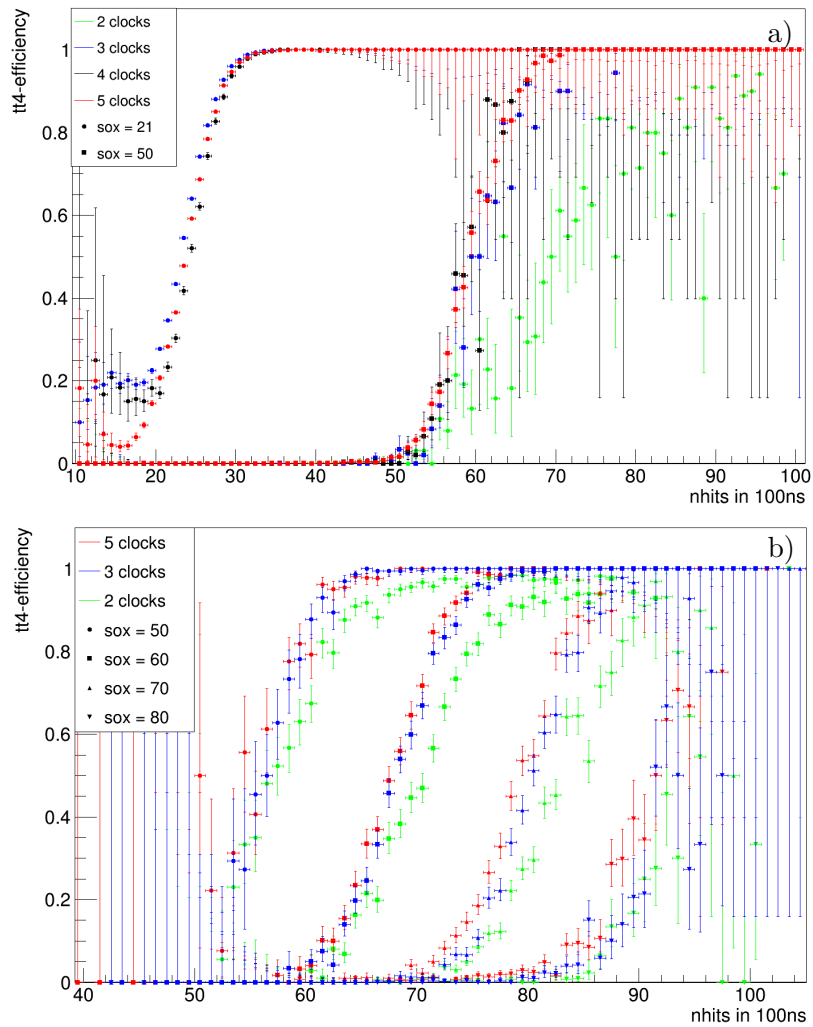 a)
tt4-efficiency
2 clocks
3 clocks
4 clocks
5 clocks
sox = 21
sox = 50
1
0.8
0.6
0.4
0.2
0
10 20 30 40 50 60 70 80 90 100
nhits in 100ns
b)
tt4-efficiency
5 clocks
3 clocks
2 clocks
sox = 50
sox = 60
sox = 70
sox = 80
1
0.8
0.6
0.4
0.2
0
40 50 60 70 80 90 100
nhits in 100ns